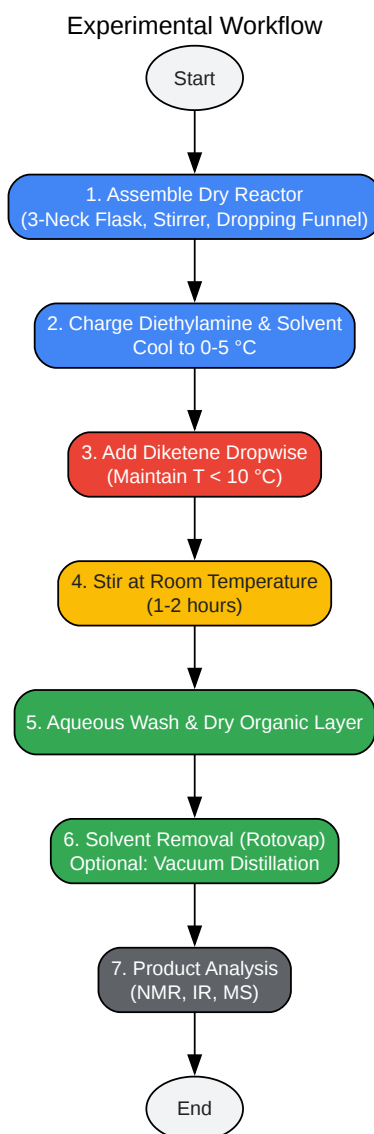 Experimental Workflow
Start
1. Assemble Dry Reactor
(3-Neck Flask, Stirrer, Dropping Funnel)
2. Charge Diethylamine & Solvent
Cool to 0-5 °C
3. Add Diketene Dropwise
(Maintain T < 10 °C)
4. Stir at Room Temperature
(1-2 hours)
5. Aqueous Wash & Dry Organic Layer
6. Solvent Removal (Rotovap)
Optional: Vacuum Distillation
7. Product Analysis
(NMR, IR, MS)
End